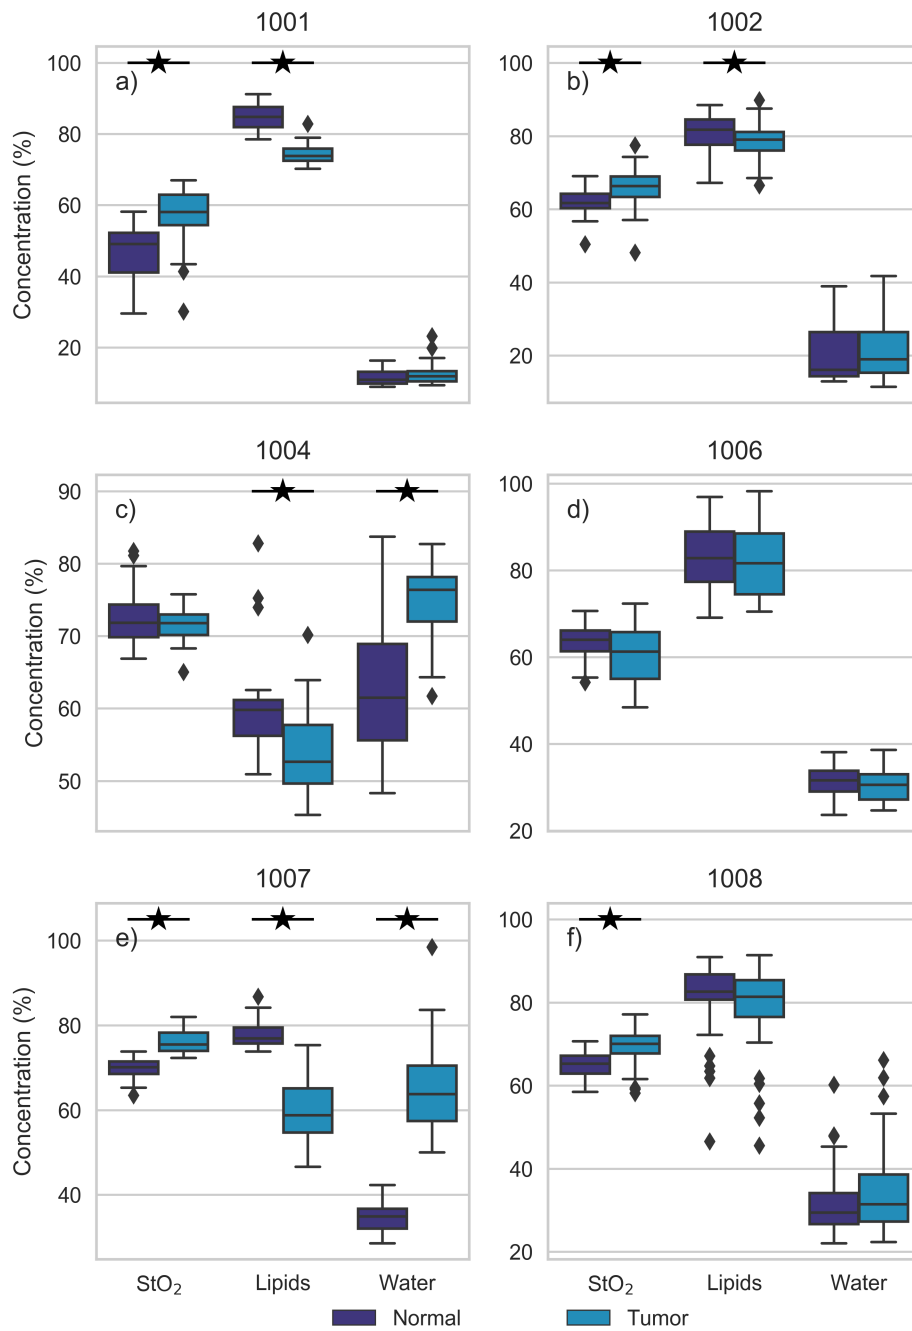 1001
1002
a)
b)
Concentration (%)
100
80
60
40
20
100
80
60
40
20
1004
1006
c)
d)
Concentration (%)
90
80
70
60
50
100
80
60
40
20
1007
1008
e)
f)
Concentration (%)
100
80
60
40
100
80
60
40
20
StO₂ Lipids Water
StO₂ Lipids Water
Normal Tumor